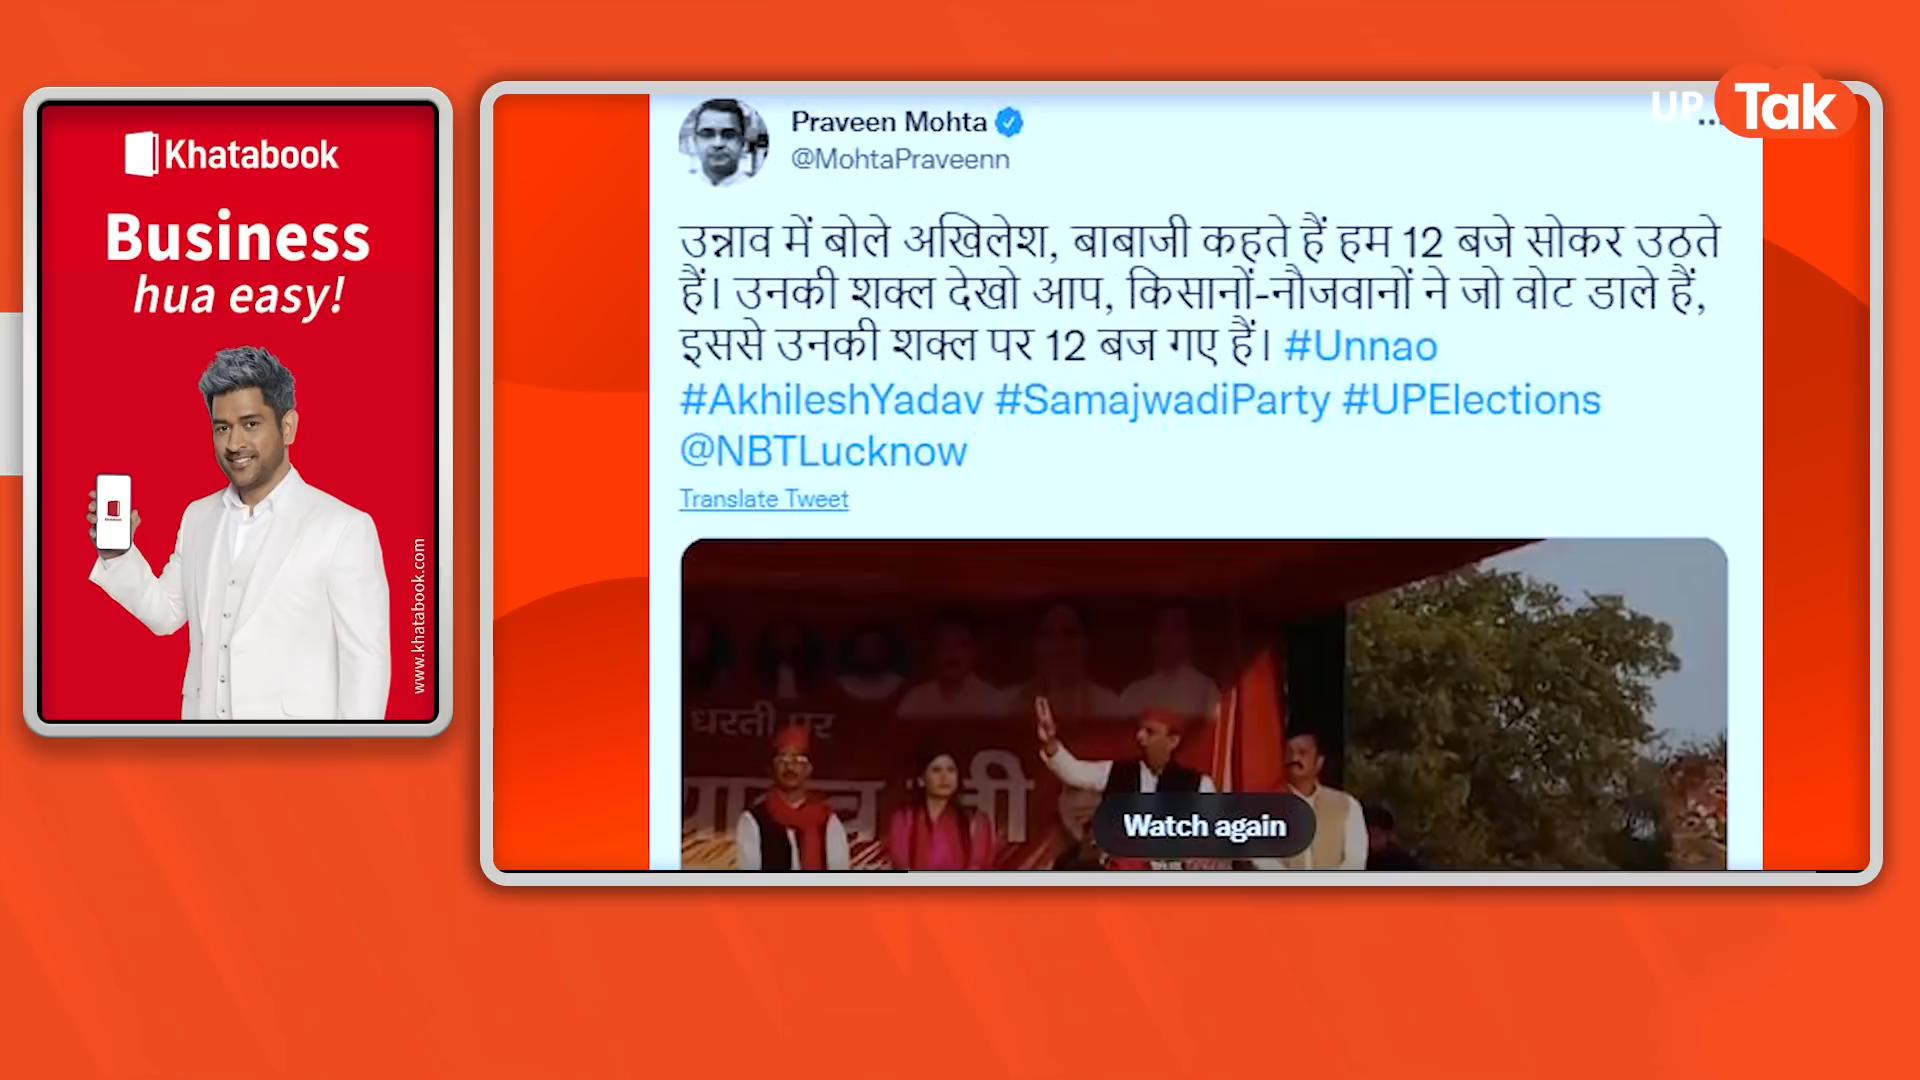 Khatabook
Business
hua easy!
www.khatabook.com
UP Tak
Praveen Mohta
@MohtaPraveenn
उन्नाव में बोले अखिलेश, बाबाजी कहते हैं हम 12 बजे सोकर उठते
हैं। उनकी शक्ल देखो आप, किसानों-नौजवानों ने जो वोट डाले हैं,
इससे उनकी शक्ल पर 12 बज गए हैं। #Unnao
#AkhileshYadav #SamajwadiParty #UPElections
@NBTLucknow
Translate Tweet
धरती पर
Watch again